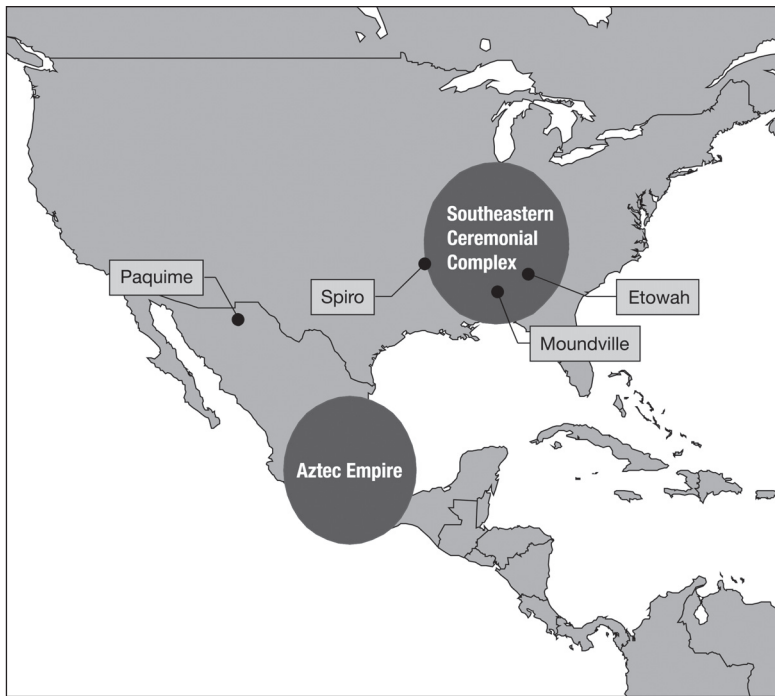 Southeastern
Ceremonial
Complex
Paquime
Spiro
Etowah
Moundville
Aztec Empire